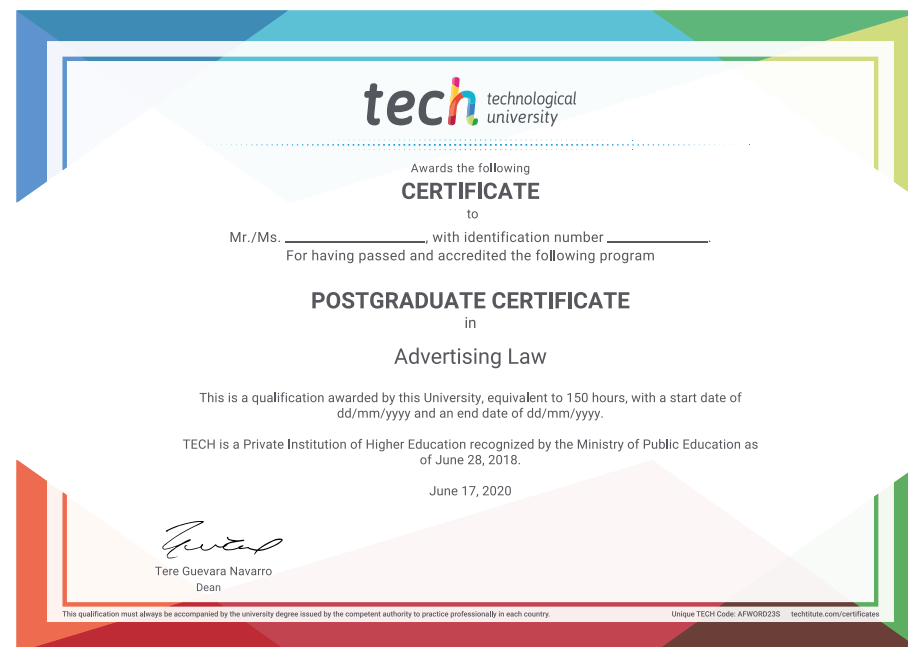 tech technological
university
Awards the following
CERTIFICATE
to
Mr./Ms. ____________________, with identification number ______________.
For having passed and accredited the following program
POSTGRADUATE CERTIFICATE
in
Advertising Law
This is a qualification awarded by this University, equivalent to 150 hours, with a start date of
dd/mm/yyyy and an end date of dd/mm/yyyy.
TECH is a Private Institution of Higher Education recognized by the Ministry of Public Education as
of June 28, 2018.
June 17, 2020
Tere Guevara Navarro
Dean
This qualification must always be accompanied by the university degree issued by the competent authority to practice professionally in each country. Unique TECH Code: AFWORD23S techtitute.com/certificates